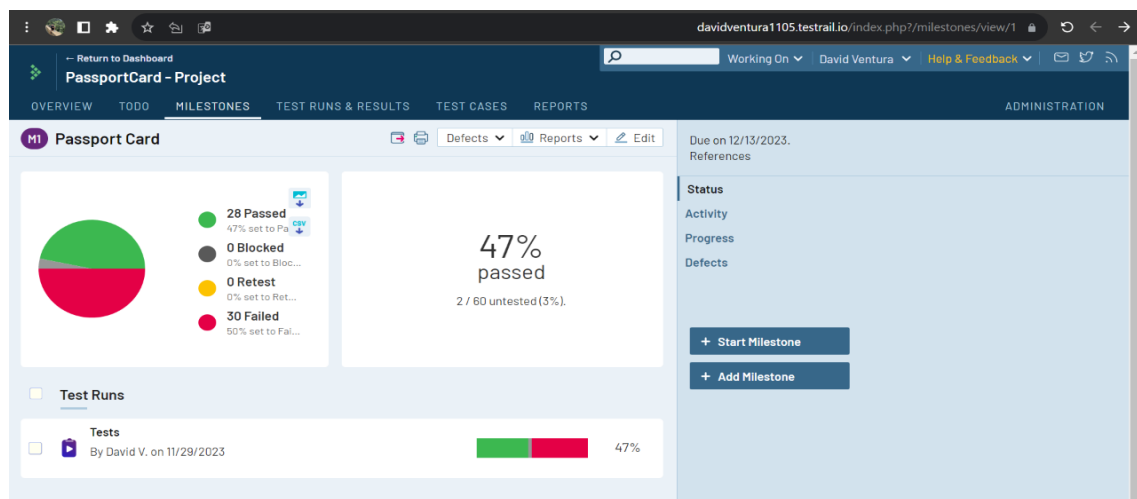 davidventura1105.testrail.io/index.php?/milestones/view/1
← Return to Dashboard
PassportCard - Project
Working On
David Ventura
Help & Feedback
OVERVIEW TODO MILESTONES TEST RUNS & RESULTS TEST CASES REPORTS ADMINISTRATION
M1 Passport Card
Defects
Reports
Edit
28 Passed
47% set to Pa
CSV
0 Blocked
0% set to Bloc...
0 Retest
0% set to Ret...
30 Failed
50% set to Fai...
47%
passed
2 / 60 untested (3%).
Test Runs
Tests
By David V. on 11/29/2023
47%
Due on 12/13/2023.
References
Status
Activity
Progress
Defects
+ Start Milestone
+ Add Milestone